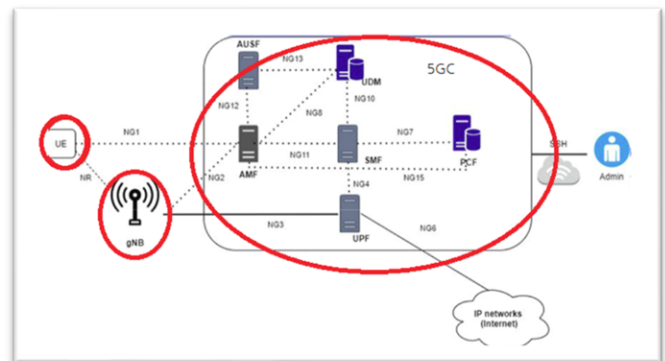 AUSF
NG13
UDM
5GC
NG12
NG8
NG10
UE
NG1
NG7
NG11
AMF
SMF
PCF
SSH
Admin
NR
NG2
NG4
NG15
gNB
NG3
UPF
NG6
IP networks
(Internet)